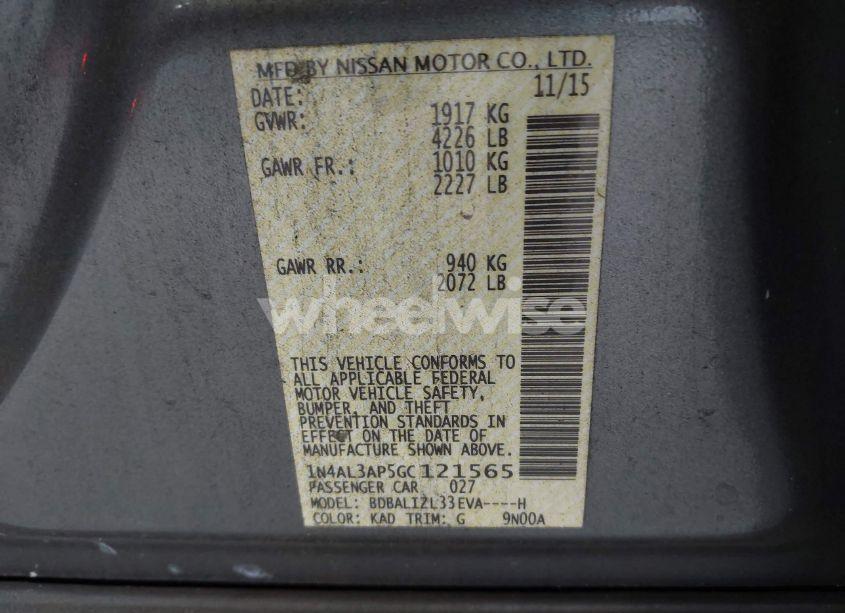 MFD BY NISSAN MOTOR CO., LTD.
DATE: 11/15
GVWR: 1917 KG
4226 LB
GAWR FR.: 1010 KG
2227 LB
GAWR RR.: 940 KG
2072 LB
wheelwise
THIS VEHICLE CONFORMS TO
ALL APPLICABLE FEDERAL
MOTOR VEHICLE SAFETY,
BUMPER, AND THEFT
PREVENTION STANDARDS IN
EFFECT ON THE DATE OF
MANUFACTURE SHOWN ABOVE.
1N4AL3AP5GC121565
PASSENGER CAR 027
MODEL: BDBALIZL33EVA----H
COLOR: KAD TRIM: G 9N00A